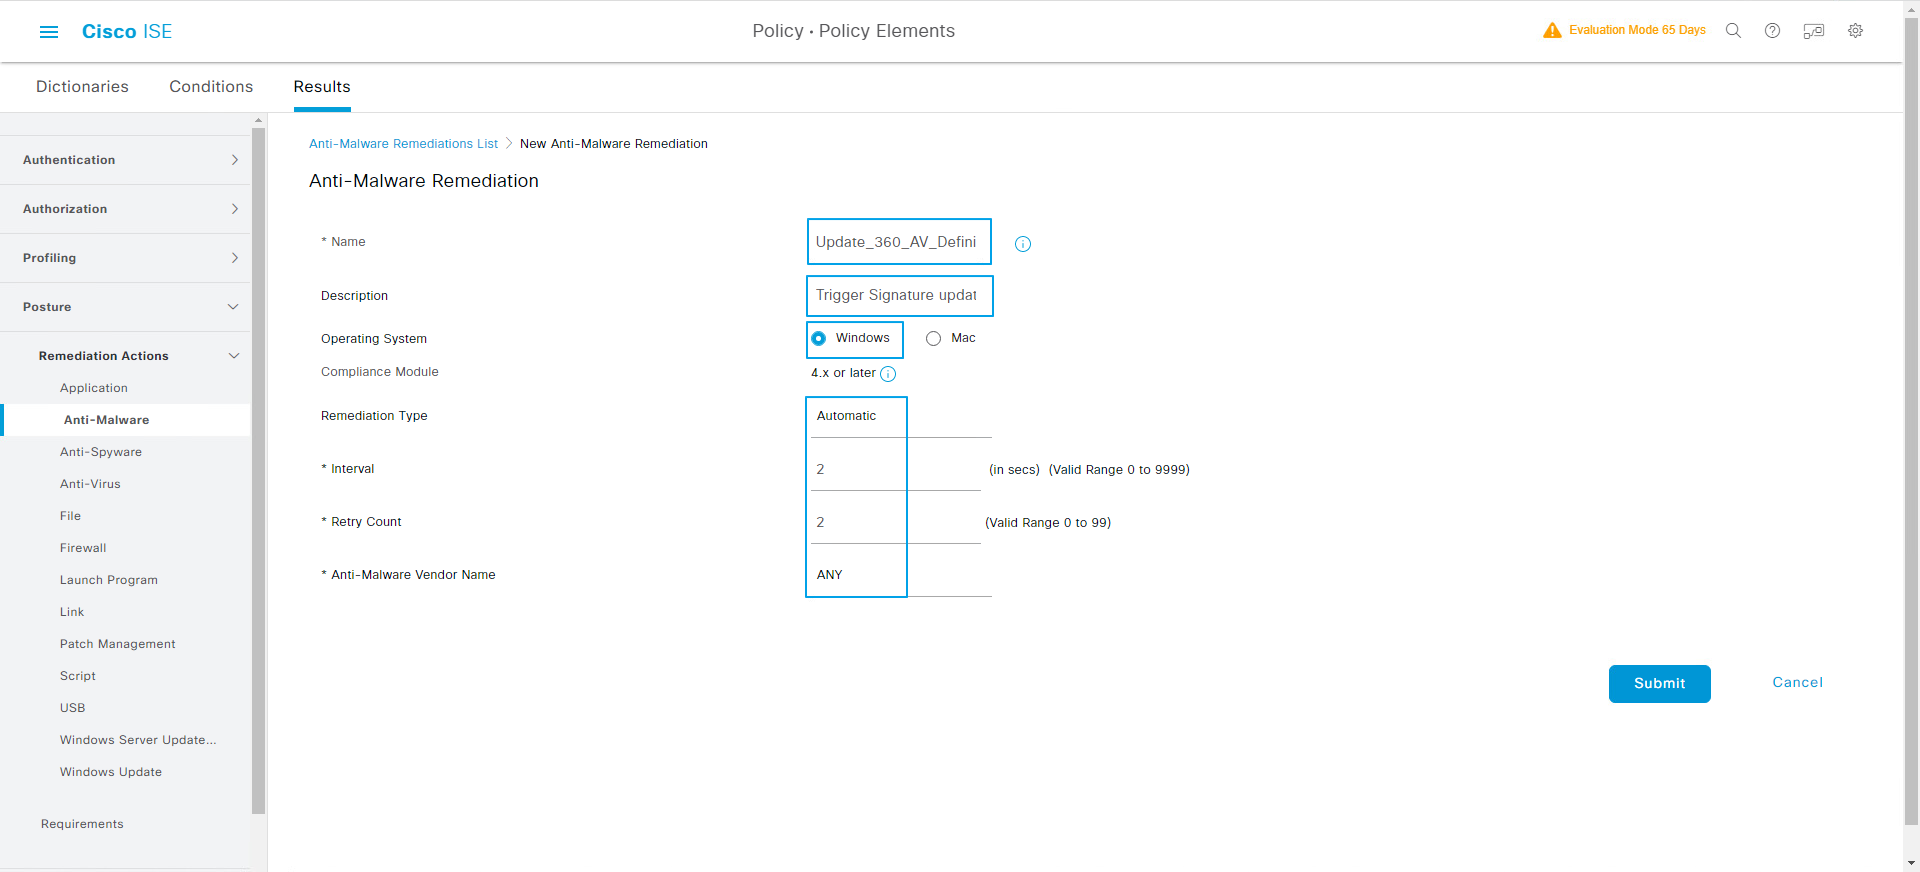 Cisco ISE
Policy · Policy Elements
Evaluation Mode 65 Days
Dictionaries
Conditions
Results
Authentication
Authorization
Profiling
Posture
Remediation Actions
Application
Anti-Malware
Anti-Spyware
Anti-Virus
File
Firewall
Launch Program
Link
Patch Management
Script
USB
Windows Server Update...
Windows Update
Requirements
Anti-Malware Remediations List > New Anti-Malware Remediation
Anti-Malware Remediation
* Name Update_360_AV_Defini
Description Trigger Signature updat
Operating System Windows Mac
Compliance Module 4.x or later
Remediation Type Automatic
* Interval 2 (in secs) (Valid Range 0 to 9999)
* Retry Count 2 (Valid Range 0 to 99)
* Anti-Malware Vendor Name ANY
Submit Cancel